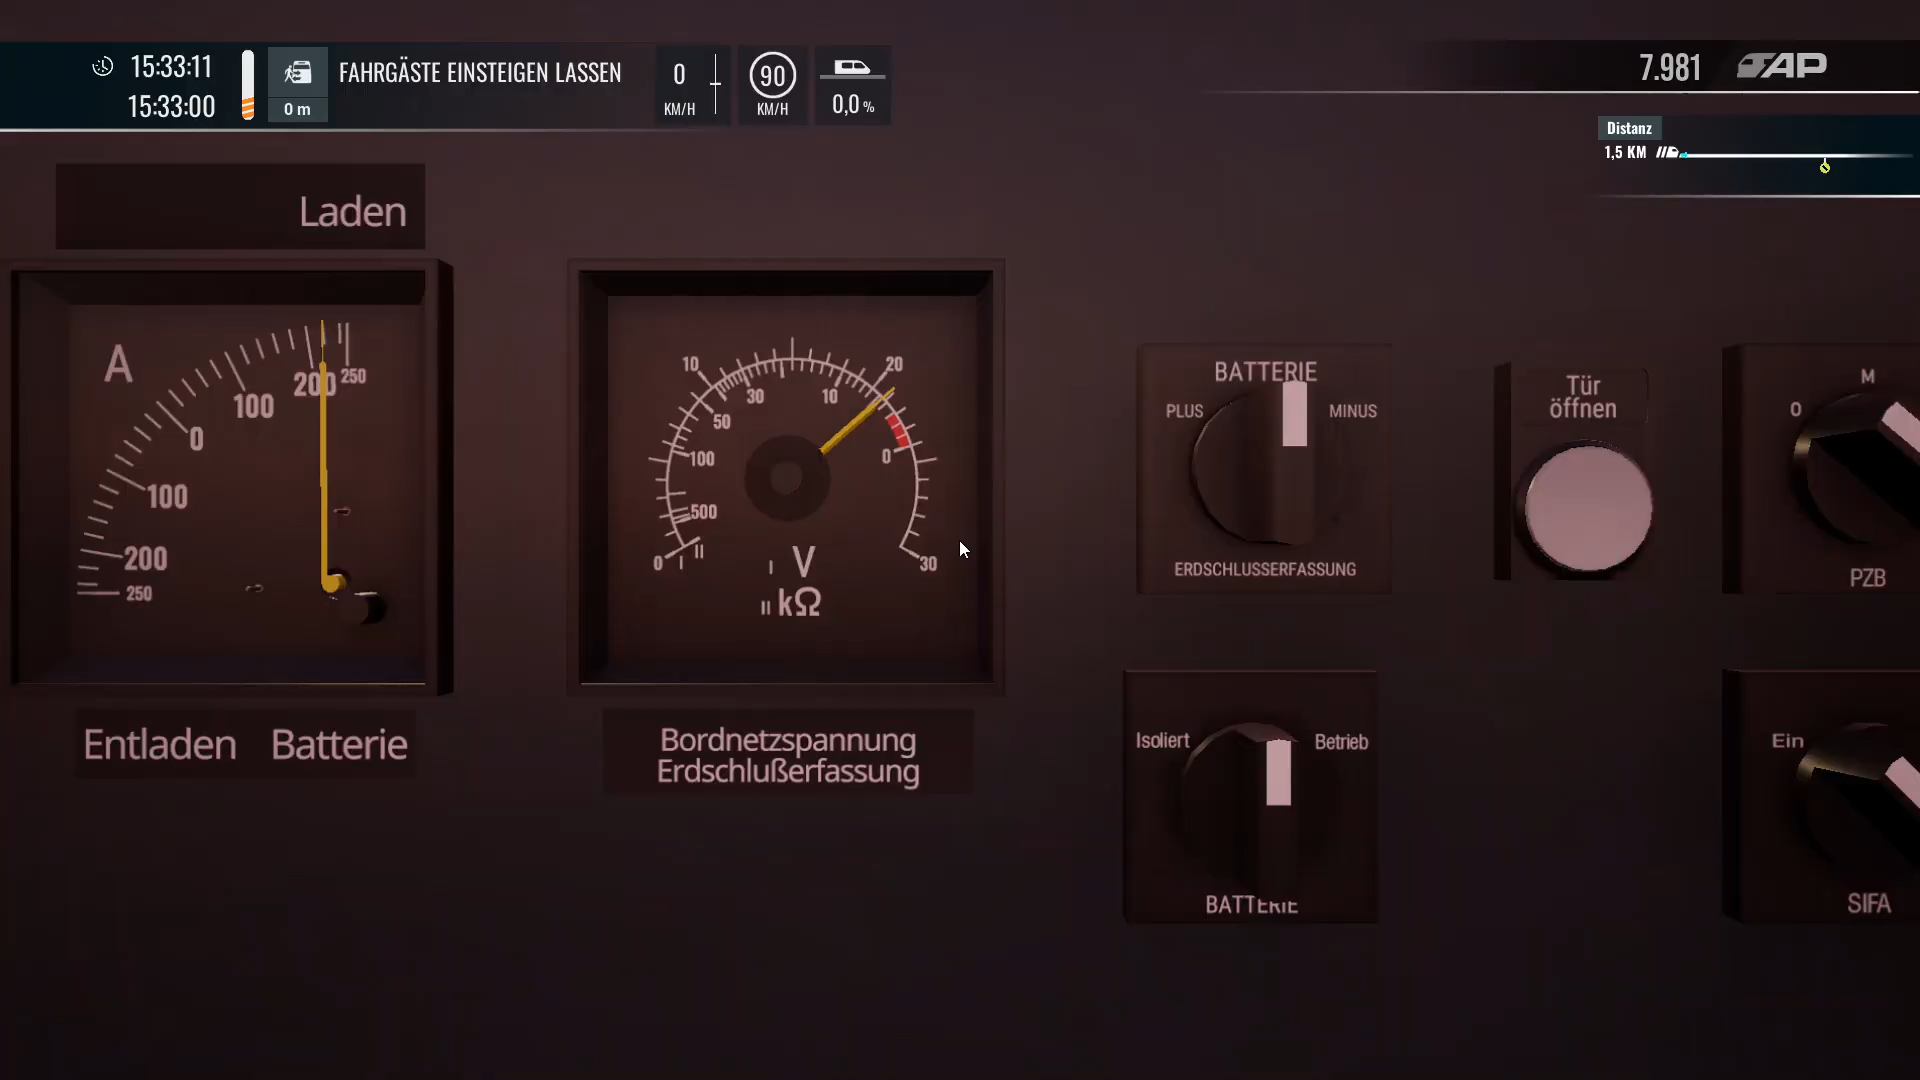 15:33:11
15:33:00
0 m
FAHRGÄSTE EINSTEIGEN LASSEN
0
KM/H
90
KM/H
0,0 %
7.981 AP
Distanz
1,5 KM
Laden
A
250
200
100
0
100
200
250
Entladen Batterie
10
20
30
10
50
100
0
500
0 I II
30
I V
II kΩ
Bordnetzspannung
Erdschlußerfassung
BATTERIE
PLUS
MINUS
ERDSCHLUSSERFASSUNG
Tür
öffnen
M
0
PZB
Isoliert
Betrieb
BATTERIE
Ein
SIFA